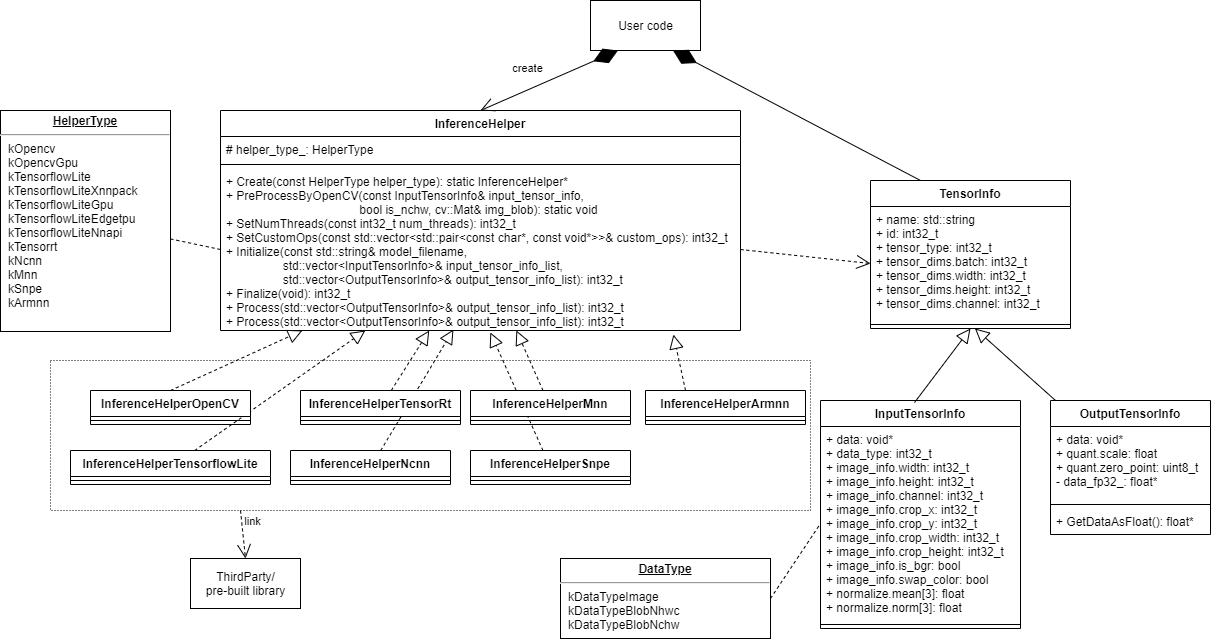 User code
create
HelperType
kOpencv
kOpencvGpu
kTensorflowLite
kTensorflowLiteXnnpack
kTensorflowLiteGpu
kTensorflowLiteEdgetpu
kTensorflowLiteNnapi
kTensorrt
kNcnn
kMnn
kSnpe
kArmnn
InferenceHelper
# helper_type_: HelperType
+ Create(const HelperType helper_type): static InferenceHelper*
+ PreProcessByOpenCV(const InputTensorInfo& input_tensor_info,
bool is_nchw, cv::Mat& img_blob): static void
+ SetNumThreads(const int32_t num_threads): int32_t
+ SetCustomOps(const std::vector<std::pair<const char*, const void*>>& custom_ops): int32_t
+ Initialize(const std::string& model_filename,
std::vector<InputTensorInfo>& input_tensor_info_list,
std::vector<OutputTensorInfo>& output_tensor_info_list): int32_t
+ Finalize(void): int32_t
+ Process(std::vector<OutputTensorInfo>& output_tensor_info_list): int32_t
+ Process(std::vector<OutputTensorInfo>& output_tensor_info_list): int32_t
TensorInfo
+ name: std::string
+ id: int32_t
+ tensor_type: int32_t
+ tensor_dims.batch: int32_t
+ tensor_dims.width: int32_t
+ tensor_dims.height: int32_t
+ tensor_dims.channel: int32_t
InferenceHelperOpenCV
InferenceHelperTensorRt
InferenceHelperMnn
InferenceHelperArmnn
InferenceHelperTensorflowLite
InferenceHelperNcnn
InferenceHelperSnpe
link
ThirdParty/
pre-built library
InputTensorInfo
+ data: void*
+ data_type: int32_t
+ image_info.width: int32_t
+ image_info.height: int32_t
+ image_info.channel: int32_t
+ image_info.crop_x: int32_t
+ image_info.crop_y: int32_t
+ image_info.crop_width: int32_t
+ image_info.crop_height: int32_t
+ image_info.is_bgr: bool
+ image_info.swap_color: bool
+ normalize.mean[3]: float
+ normalize.norm[3]: float
OutputTensorInfo
+ data: void*
+ quant.scale: float
+ quant.zero_point: uint8_t
- data_fp32_: float*
+ GetDataAsFloat(): float*
DataType
kDataTypeImage
kDataTypeBlobNhwc
kDataTypeBlobNchw